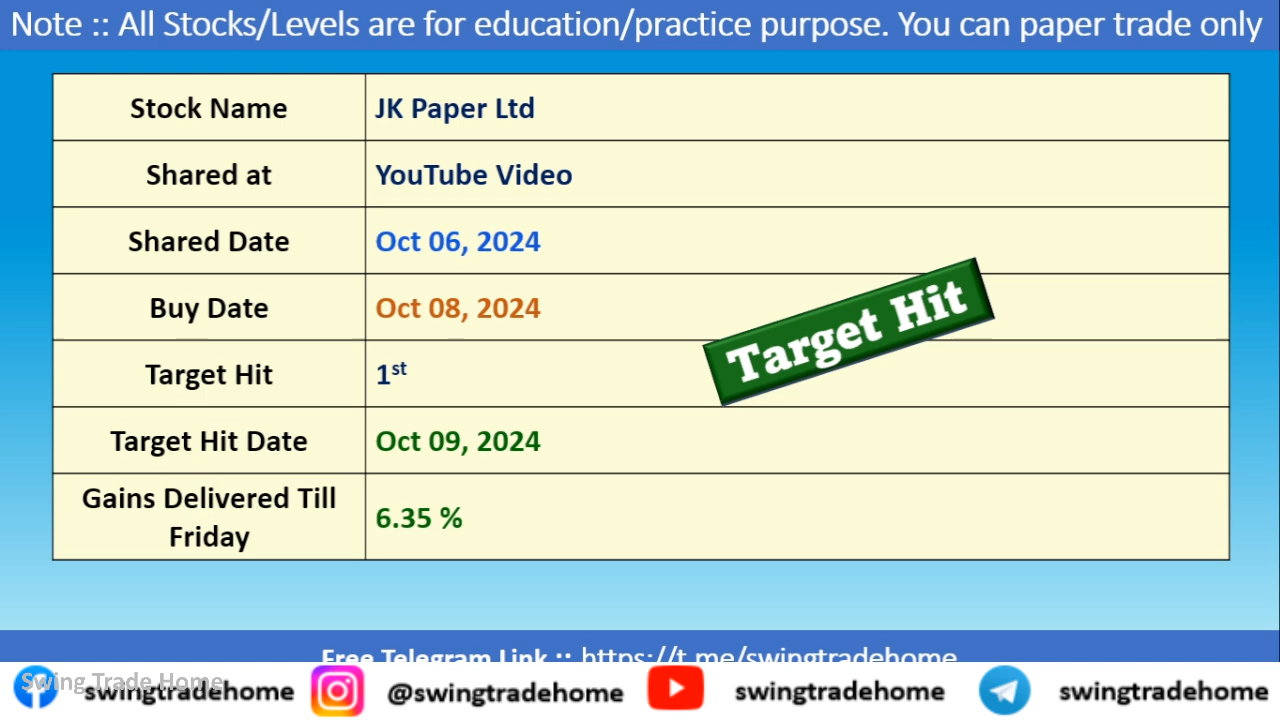 Note :: All Stocks/Levels are for education/practice purpose. You can paper trade only
Stock Name JK Paper Ltd
Shared at YouTube Video
Shared Date Oct 06, 2024
Buy Date Oct 08, 2024
Target Hit
Target Hit 1st
Target Hit Date Oct 09, 2024
Gains Delivered Till
Friday
6.35 %
Free Telegram Link :: https://t.me/swingtradehome
Swing Trade Home
swingtradehome @swingtradehome swingtradehome swingtradehome